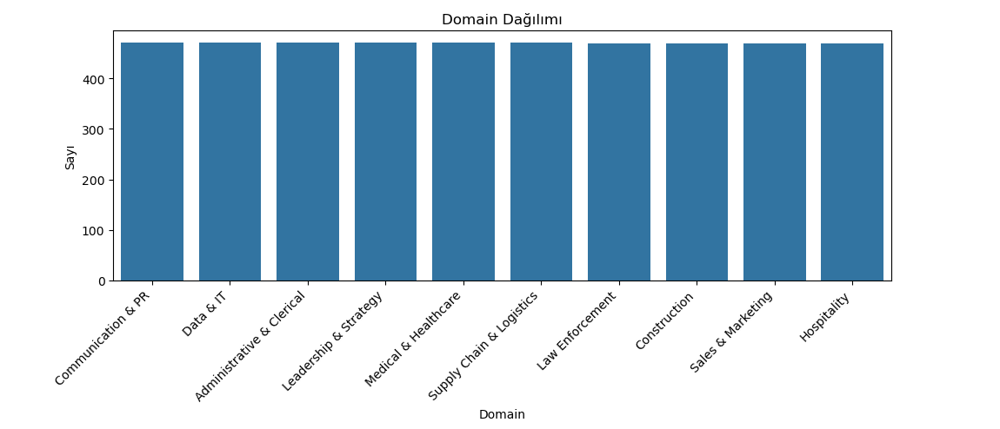 Domain Dağılımı
Sayı
400
300
200
100
0
Communication & PR
Data & IT
Administrative & Clerical
Leadership & Strategy
Medical & Healthcare
Supply Chain & Logistics
Law Enforcement
Construction
Sales & Marketing
Hospitality
Domain